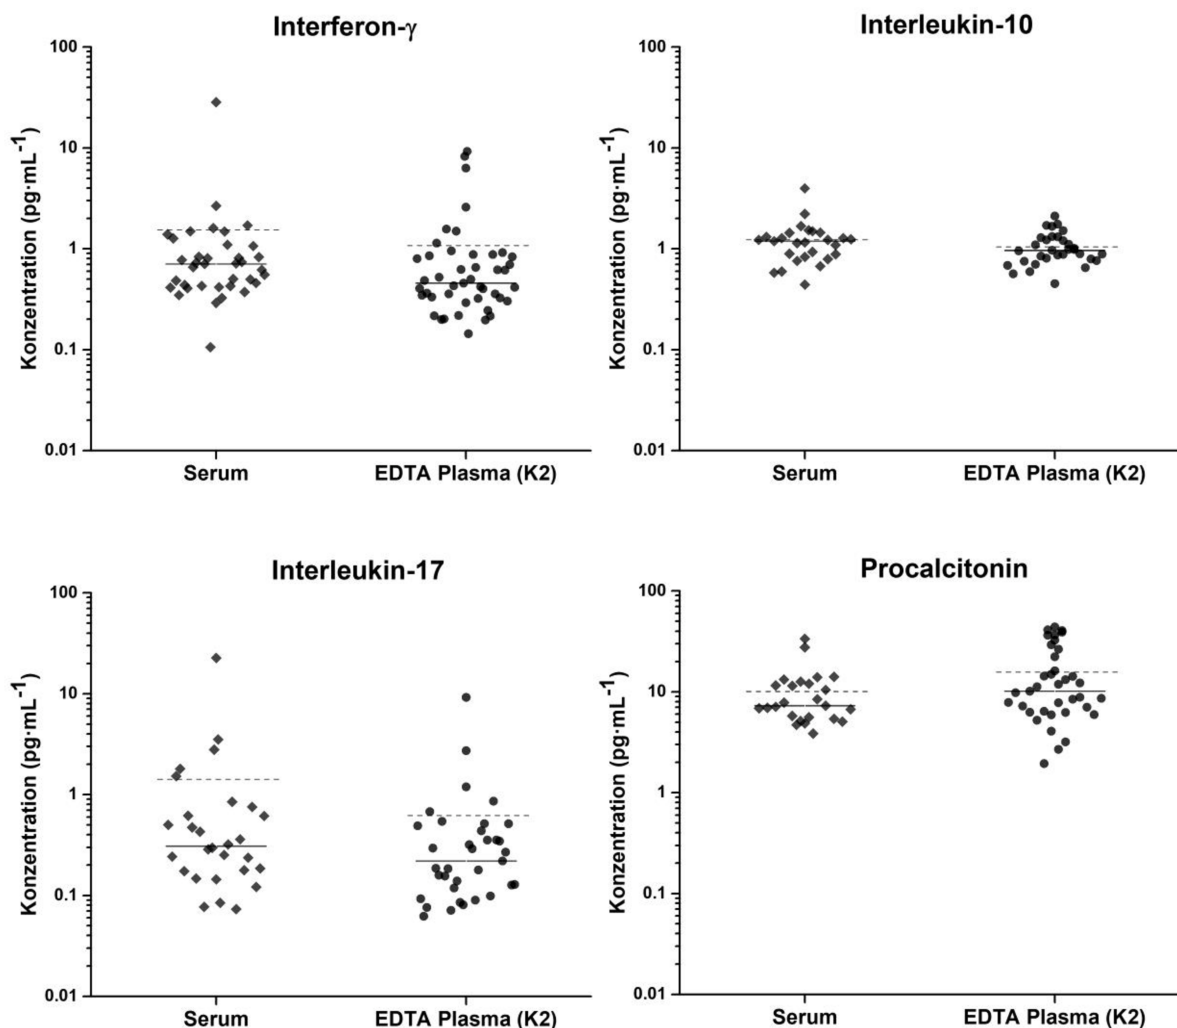 Interferon-γ
Konzentration (pg·mL⁻¹)
100
10
1
0.1
0.01
Serum
EDTA Plasma (K2)
Interleukin-10
Konzentration (pg·mL⁻¹)
100
10
1
0.1
0.01
Serum
EDTA Plasma (K2)
Interleukin-17
Konzentration (pg·mL⁻¹)
100
10
1
0.1
0.01
Serum
EDTA Plasma (K2)
Procalcitonin
Konzentration (pg·mL⁻¹)
100
10
1
0.1
0.01
Serum
EDTA Plasma (K2)